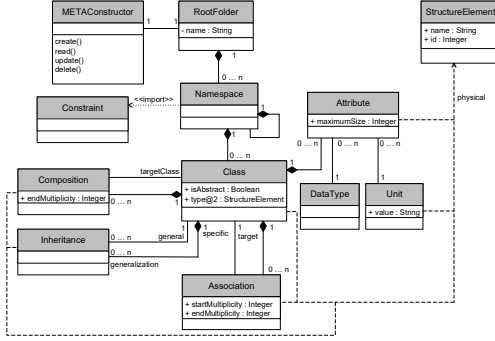 METAConstructor
create()
read()
update()
delete()
1
1
RootFolder
- name : String
1
0 ... n
StructureElement
+ name : String
+ id : Integer
physical
Constraint
<<import>>
Namespace
1
1
0 ... n
Attribute
+ maximumSize : Integer
0 ... n
0 ... n
0 ... n
1
1
DataType
Unit
+ value : String
Class
+ isAbstract : Boolean
+ type@2 : StructureElement
1
targetClass
1
Composition
+ endMultiplicity : Integer
0 ... n
1
Inheritance
0 ... n
general
1
0 ... n
generalization
specific
1
target
1
1
0 ... n
Association
+ startMultiplicity : Integer
+ endMultiplicity : Integer